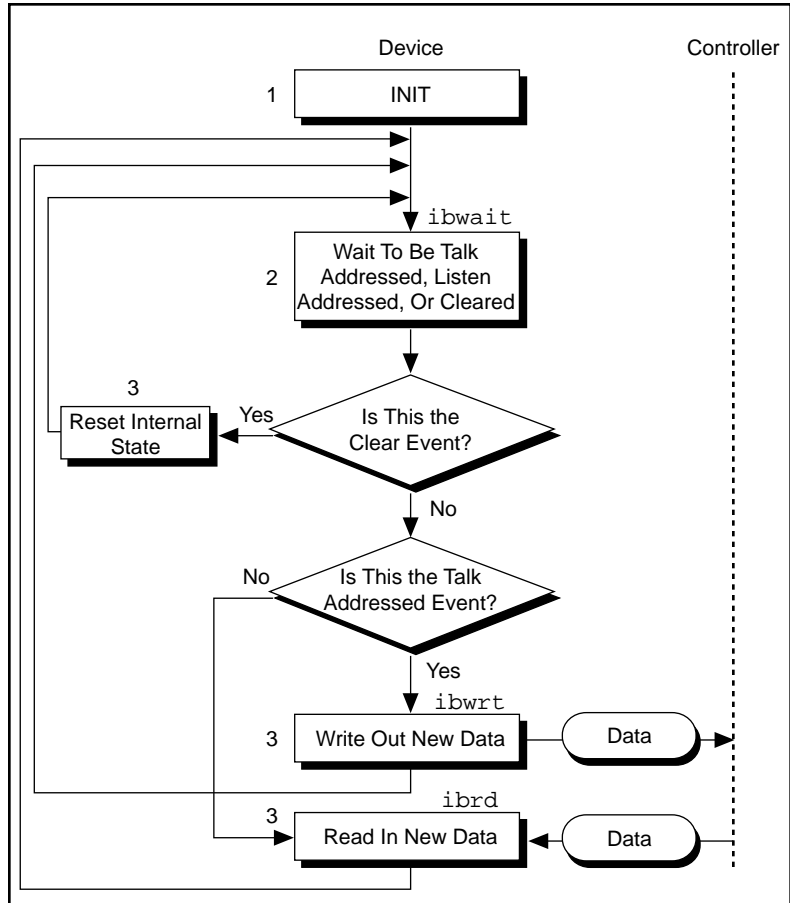 Device
Controller
1
INIT
ibwait
2
Wait To Be Talk
Addressed, Listen
Addressed, Or Cleared
3
Reset Internal
State
Yes
Is This the
Clear Event?
No
No
Is This the Talk
Addressed Event?
Yes
ibwrt
3
Write Out New Data
Data
ibrd
3
Read In New Data
Data